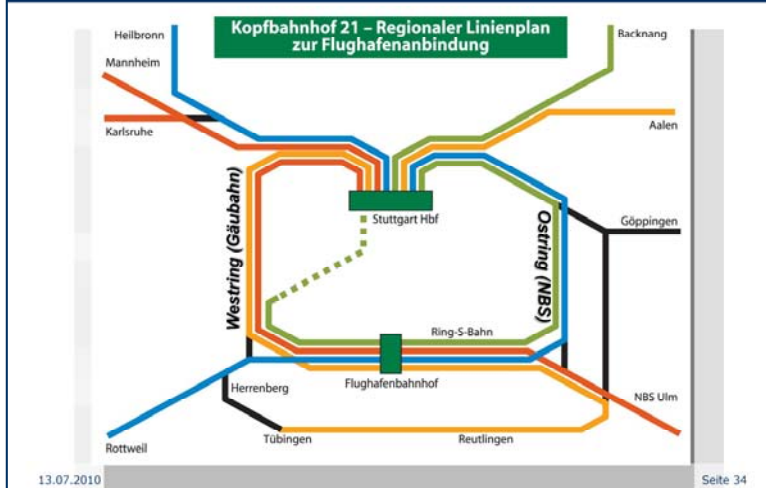 Kopfbahnhof 21 – Regionaler Linienplan
zur Flughafenanbindung
Heilbronn
Backnang
Mannheim
Karlsruhe
Aalen
Stuttgart Hbf
Göppingen
Westring (Gäubahn)
Ostring (NBS)
Ring-S-Bahn
Flughafenbahnhof
Herrenberg
NBS Ulm
Tübingen
Reutlingen
Rottweil
13.07.2010
Seite 34